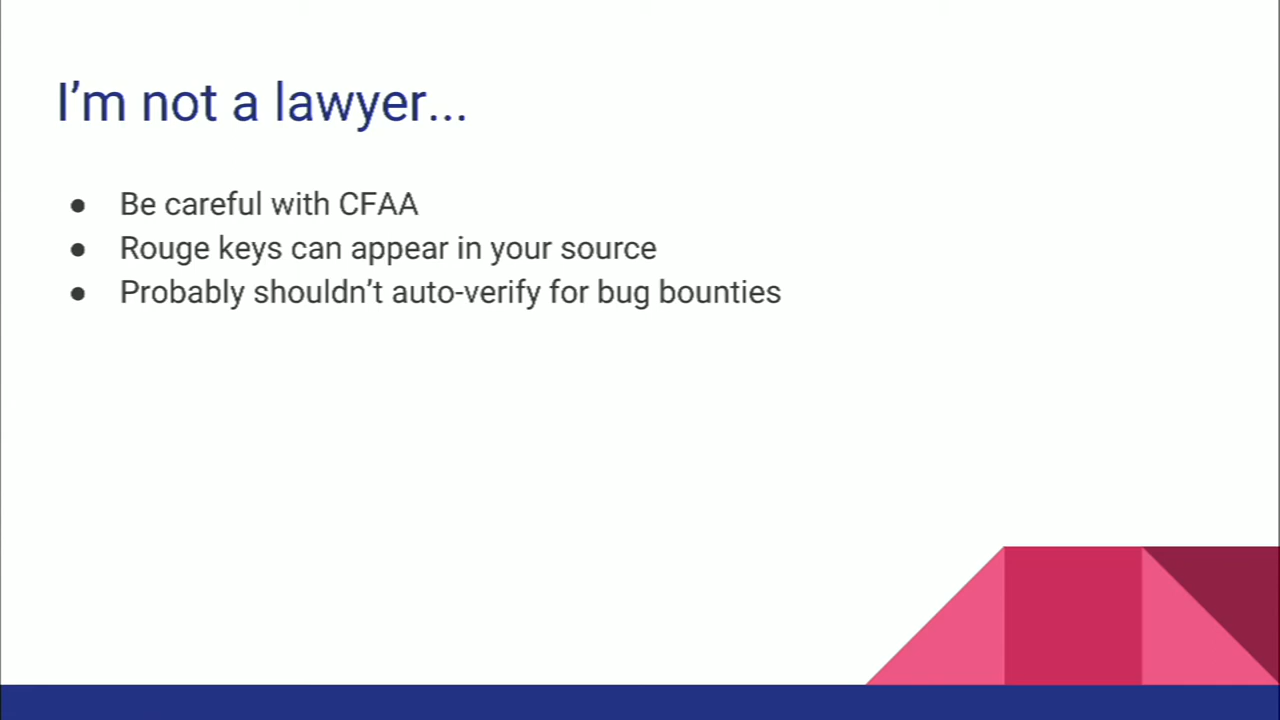 I'm not a lawyer...
● Be careful with CFAA
● Rouge keys can appear in your source
● Probably shouldn't auto-verify for bug bounties